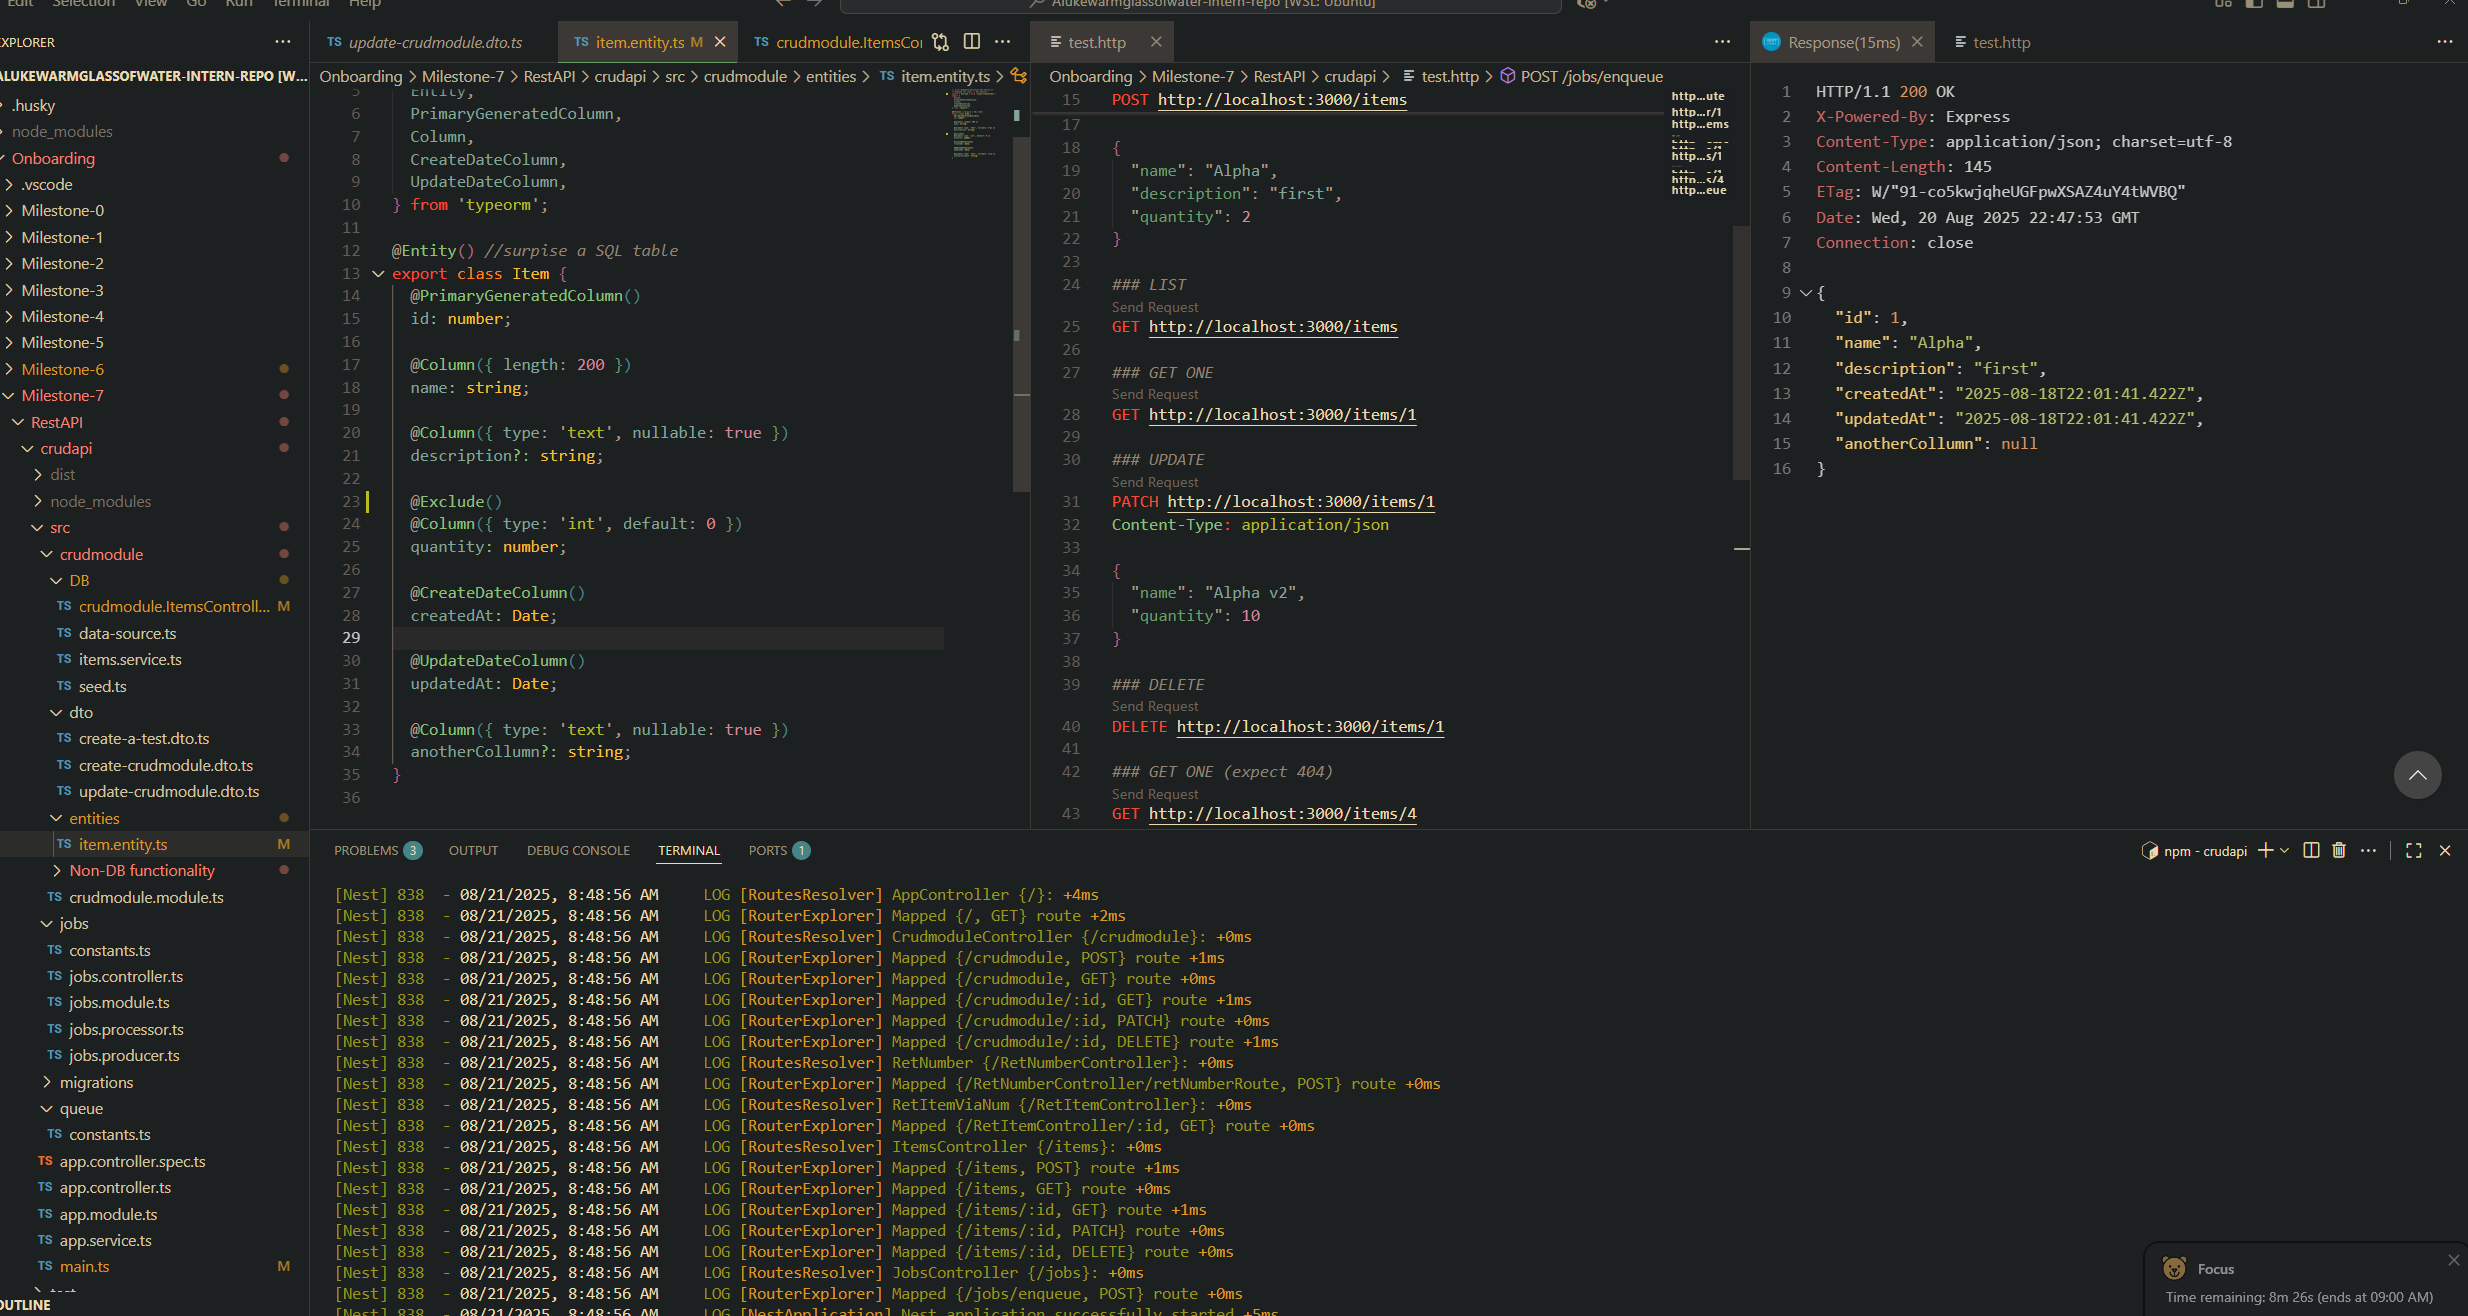 Edit Selection View Go Run Terminal Help
Alukewarmglassofwater-intern-repo [WSL: Ubuntu]
EXPLORER
ALUKEWARMGLASSOFWATER-INTERN-REPO [W...
.husky
node_modules
Onboarding
.vscode
Milestone-0
Milestone-1
Milestone-2
Milestone-3
Milestone-4
Milestone-5
Milestone-6
Milestone-7
RestAPI
crudapi
dist
node_modules
src
crudmodule
DB
TS crudmodule.ItemsControll... M
TS data-source.ts
TS items.service.ts
TS seed.ts
dto
TS create-a-test.dto.ts
TS create-crudmodule.dto.ts
TS update-crudmodule.dto.ts
entities
TS item.entity.ts M
Non-DB functionality
TS crudmodule.module.ts
jobs
TS constants.ts
TS jobs.controller.ts
TS jobs.module.ts
TS jobs.processor.ts
TS jobs.producer.ts
migrations
queue
TS constants.ts
TS app.controller.spec.ts
TS app.controller.ts
TS app.module.ts
TS app.service.ts
TS main.ts M
OUTLINE
TS update-crudmodule.dto.ts
TS item.entity.ts M
TS crudmodule.ItemsCo
Onboarding > Milestone-7 > RestAPI > crudapi > src > crudmodule > entities > TS item.entity.ts >
5 Entity,
6 PrimaryGeneratedColumn,
7 Column,
8 CreateDateColumn,
9 UpdateDateColumn,
10 } from 'typeorm';
11
12 @Entity() //surpise a SQL table
13 export class Item {
14 @PrimaryGeneratedColumn()
15 id: number;
16
17 @Column({ length: 200 })
18 name: string;
19
20 @Column({ type: 'text', nullable: true })
21 description?: string;
22
23 @Exclude()
24 @Column({ type: 'int', default: 0 })
25 quantity: number;
26
27 @CreateDateColumn()
28 createdAt: Date;
29
30 @UpdateDateColumn()
31 updatedAt: Date;
32
33 @Column({ type: 'text', nullable: true })
34 anotherCollumn?: string;
35 }
36
test.http
Onboarding > Milestone-7 > RestAPI > crudapi > test.http > POST /jobs/enqueue
15 POST http://localhost:3000/items
17
18 {
19 "name": "Alpha",
20 "description": "first",
21 "quantity": 2
22 }
23
24 ### LIST
Send Request
25 GET http://localhost:3000/items
26
27 ### GET ONE
Send Request
28 GET http://localhost:3000/items/1
29
30 ### UPDATE
Send Request
31 PATCH http://localhost:3000/items/1
32 Content-Type: application/json
33
34 {
35 "name": "Alpha v2",
36 "quantity": 10
37 }
38
39 ### DELETE
Send Request
40 DELETE http://localhost:3000/items/1
41
42 ### GET ONE (expect 404)
Send Request
43 GET http://localhost:3000/items/4
http...ute
http...r/1
http...ems
http...s/1
http...s/4
http...eue
Response(15ms)
test.http
1 HTTP/1.1 200 OK
2 X-Powered-By: Express
3 Content-Type: application/json; charset=utf-8
4 Content-Length: 145
5 ETag: W/"91-co5kwjqheUGFpwXSAZ4uY4tWVBQ"
6 Date: Wed, 20 Aug 2025 22:47:53 GMT
7 Connection: close
8
9 {
10 "id": 1,
11 "name": "Alpha",
12 "description": "first",
13 "createdAt": "2025-08-18T22:01:41.422Z",
14 "updatedAt": "2025-08-18T22:01:41.422Z",
15 "anotherCollumn": null
16 }
PROBLEMS 3 OUTPUT DEBUG CONSOLE TERMINAL PORTS 1
npm - crudapi
[Nest] 838 - 08/21/2025, 8:48:56 AM LOG [RoutesResolver] AppController {/}: +4ms
[Nest] 838 - 08/21/2025, 8:48:56 AM LOG [RouterExplorer] Mapped {/, GET} route +2ms
[Nest] 838 - 08/21/2025, 8:48:56 AM LOG [RoutesResolver] CrudmoduleController {/crudmodule}: +0ms
[Nest] 838 - 08/21/2025, 8:48:56 AM LOG [RouterExplorer] Mapped {/crudmodule, POST} route +1ms
[Nest] 838 - 08/21/2025, 8:48:56 AM LOG [RouterExplorer] Mapped {/crudmodule, GET} route +0ms
[Nest] 838 - 08/21/2025, 8:48:56 AM LOG [RouterExplorer] Mapped {/crudmodule/:id, GET} route +1ms
[Nest] 838 - 08/21/2025, 8:48:56 AM LOG [RouterExplorer] Mapped {/crudmodule/:id, PATCH} route +0ms
[Nest] 838 - 08/21/2025, 8:48:56 AM LOG [RouterExplorer] Mapped {/crudmodule/:id, DELETE} route +1ms
[Nest] 838 - 08/21/2025, 8:48:56 AM LOG [RoutesResolver] RetNumber {/RetNumberController}: +0ms
[Nest] 838 - 08/21/2025, 8:48:56 AM LOG [RouterExplorer] Mapped {/RetNumberController/retNumberRoute, POST} route +0ms
[Nest] 838 - 08/21/2025, 8:48:56 AM LOG [RoutesResolver] RetItemViaNum {/RetItemController}: +0ms
[Nest] 838 - 08/21/2025, 8:48:56 AM LOG [RouterExplorer] Mapped {/RetItemController/:id, GET} route +0ms
[Nest] 838 - 08/21/2025, 8:48:56 AM LOG [RoutesResolver] ItemsController {/items}: +0ms
[Nest] 838 - 08/21/2025, 8:48:56 AM LOG [RouterExplorer] Mapped {/items, POST} route +1ms
[Nest] 838 - 08/21/2025, 8:48:56 AM LOG [RouterExplorer] Mapped {/items, GET} route +0ms
[Nest] 838 - 08/21/2025, 8:48:56 AM LOG [RouterExplorer] Mapped {/items/:id, GET} route +1ms
[Nest] 838 - 08/21/2025, 8:48:56 AM LOG [RouterExplorer] Mapped {/items/:id, PATCH} route +0ms
[Nest] 838 - 08/21/2025, 8:48:56 AM LOG [RouterExplorer] Mapped {/items/:id, DELETE} route +0ms
[Nest] 838 - 08/21/2025, 8:48:56 AM LOG [RoutesResolver] JobsController {/jobs}: +0ms
[Nest] 838 - 08/21/2025, 8:48:56 AM LOG [RouterExplorer] Mapped {/jobs/enqueue, POST} route +0ms
[Nest] 838 - 08/21/2025, 8:48:56 AM LOG [NestApplication] Nest application successfully started +5ms
Focus
Time remaining: 8m 26s (ends at 09:00 AM)